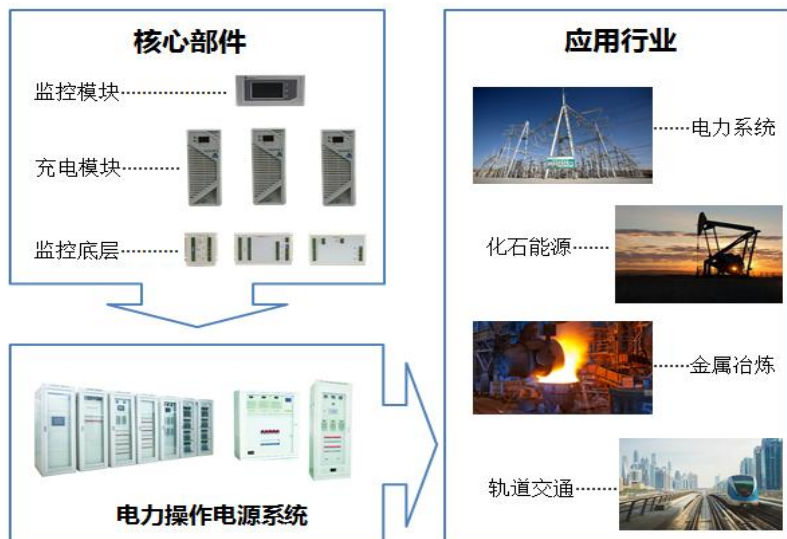 核心部件
监控模块
充电模块
监控底层
电力操作电源系统
应用行业
电力系统
化石能源
金属冶炼
轨道交通